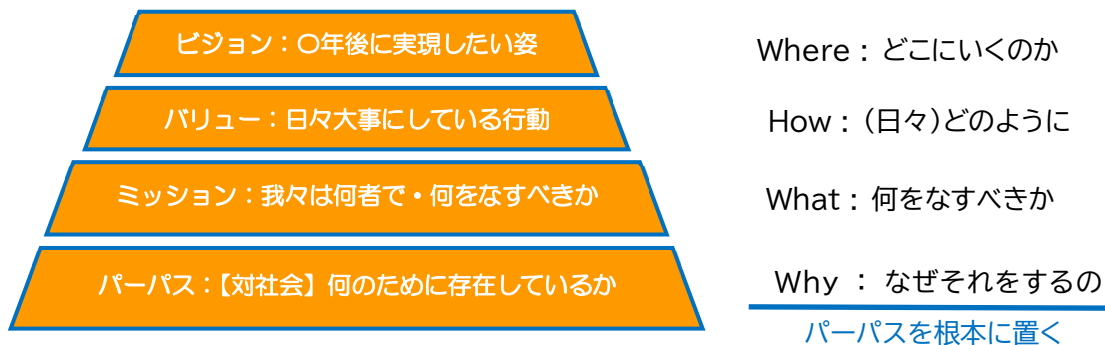 ビジョン：〇年後に実現したい姿
Where：どこにいくのか
バリュー：日々大事にしている行動
How：（日々）どのように
ミッション：我々は何者で・何をなすべきか
What：何をなすべきか
パーパス：【対社会】何のために存在しているか
Why ： なぜそれをするの
パーパスを根本に置く